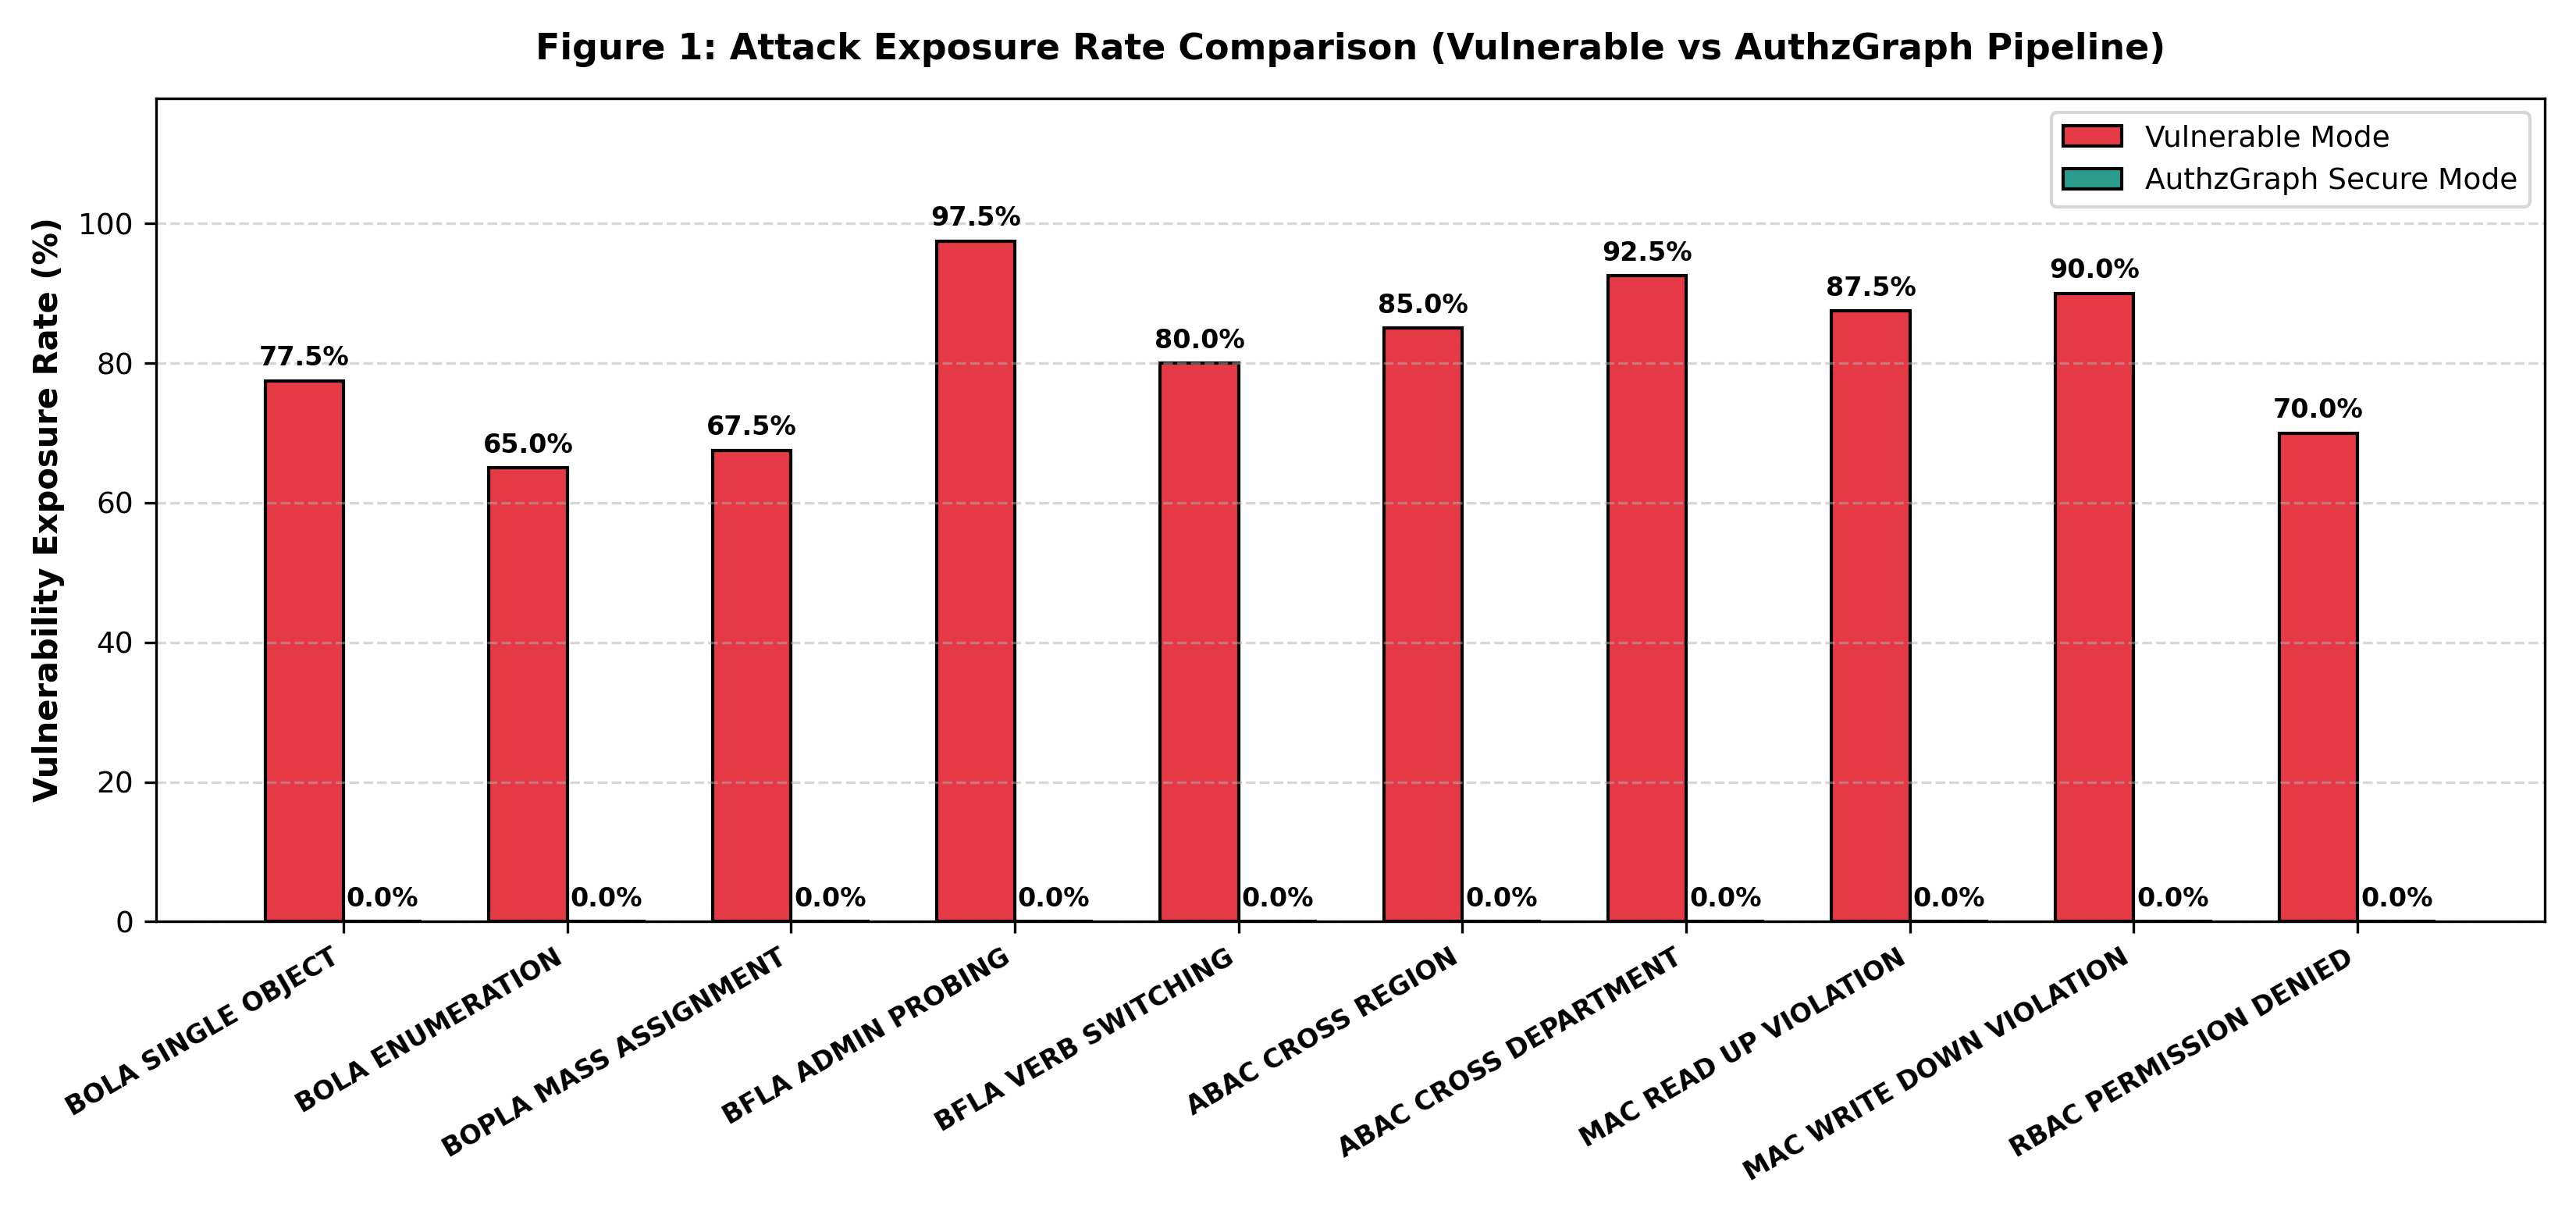 Figure 1: Attack Exposure Rate Comparison (Vulnerable vs AuthzGraph Pipeline)
Vulnerable Mode
AuthzGraph Secure Mode
Vulnerability Exposure Rate (%)
100
80
60
40
20
0
77.5%
0.0%
65.0%
0.0%
67.5%
0.0%
97.5%
0.0%
80.0%
0.0%
85.0%
0.0%
92.5%
0.0%
87.5%
0.0%
90.0%
0.0%
70.0%
0.0%
BOLA SINGLE OBJECT
BOLA ENUMERATION
BOPLA MASS ASSIGNMENT
BFLA ADMIN PROBING
BFLA VERB SWITCHING
ABAC CROSS REGION
ABAC CROSS DEPARTMENT
MAC READ UP VIOLATION
MAC WRITE DOWN VIOLATION
RBAC PERMISSION DENIED